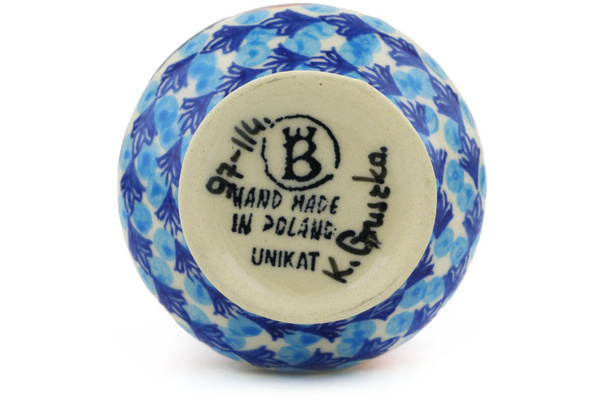 B
HAND MADE
IN POLAND
UNIKAT
97-114.
K. Gruszka.